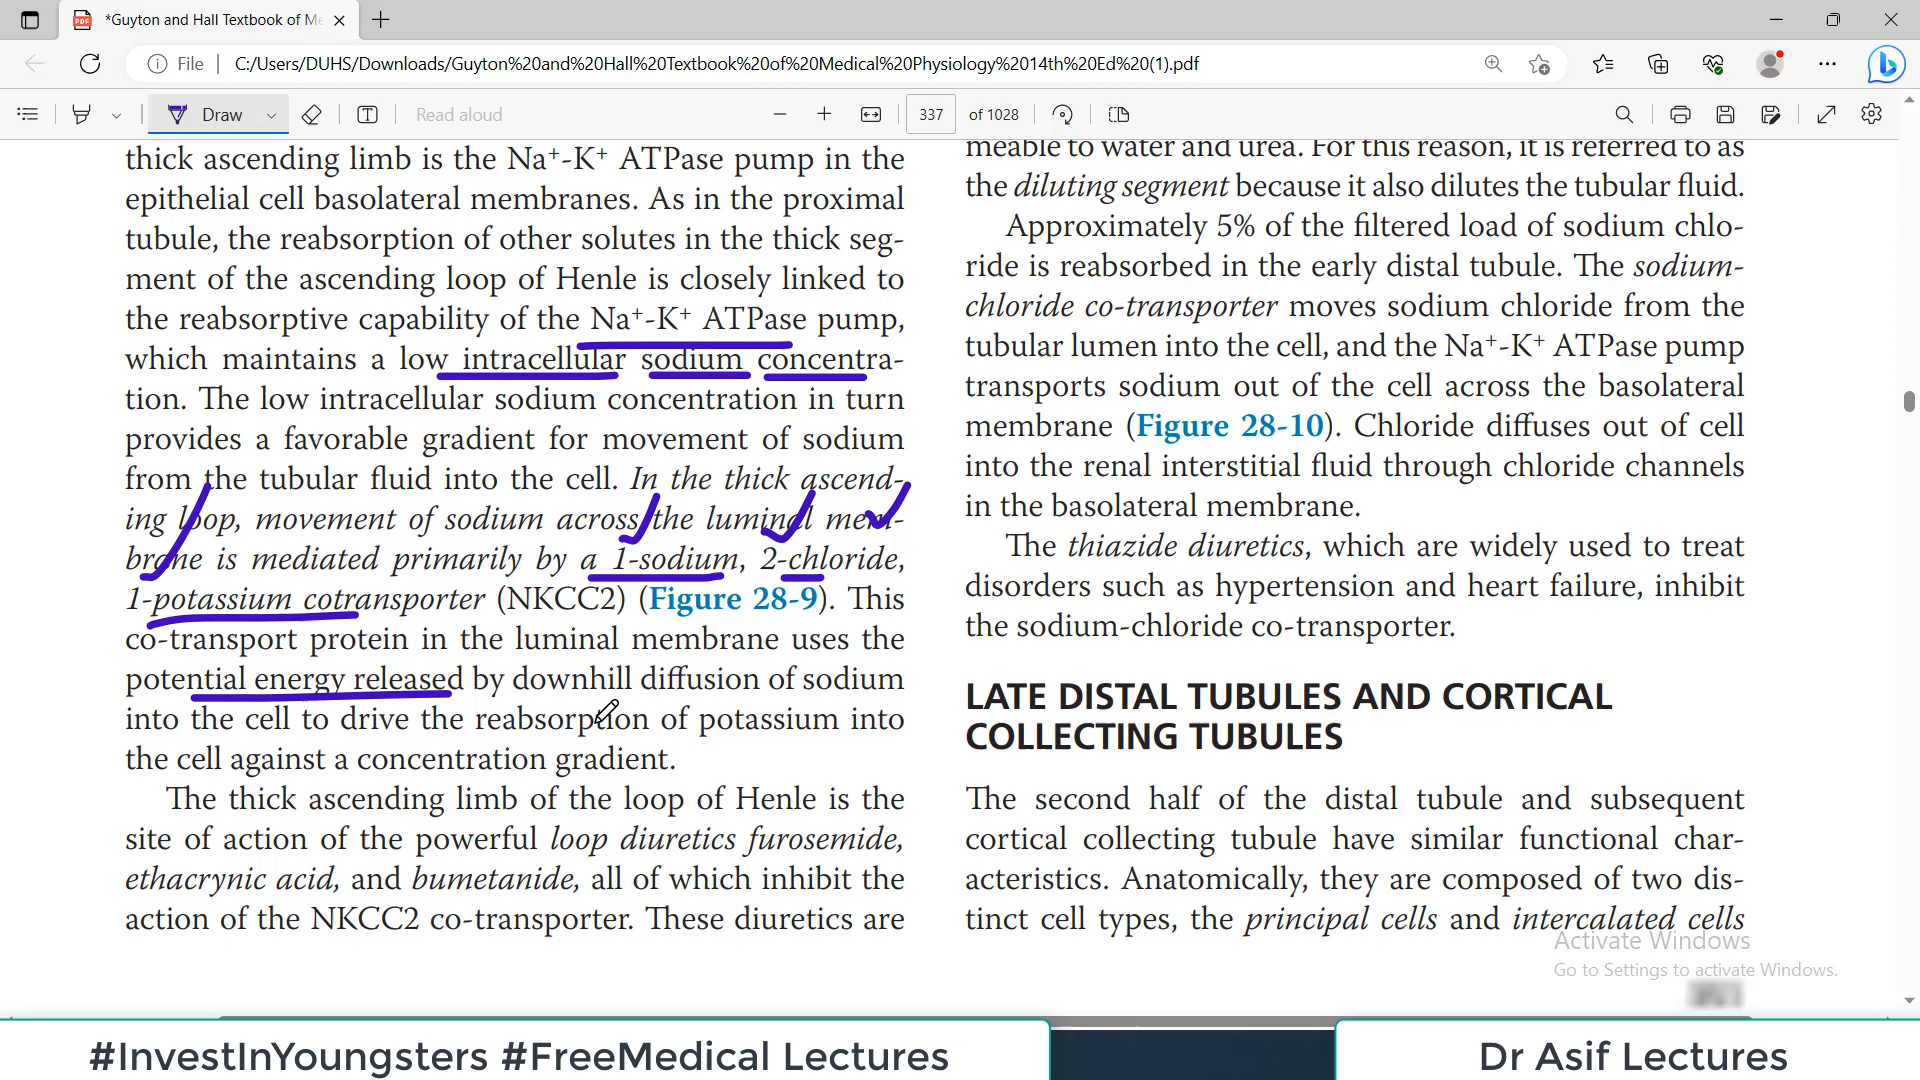 *Guyton and Hall Textbook of Me
File
C:/Users/DUHS/Downloads/Guyton%20and%20Hall%20Textbook%20of%20Medical%20Physiology%2014th%20Ed%20(1).pdf
Draw
Read aloud
337 of 1028
thick ascending limb is the Na⁺-K⁺ ATPase pump in the
epithelial cell basolateral membranes. As in the proximal
tubule, the reabsorption of other solutes in the thick seg-
ment of the ascending loop of Henle is closely linked to
the reabsorptive capability of the Na⁺-K⁺ ATPase pump,
which maintains a low intracellular sodium concentra-
tion. The low intracellular sodium concentration in turn
provides a favorable gradient for movement of sodium
from the tubular fluid into the cell. In the thick ascend-
ing loop, movement of sodium across the luminal mem-
brane is mediated primarily by a 1-sodium, 2-chloride,
1-potassium cotransporter (NKCC2) (Figure 28-9). This
co-transport protein in the luminal membrane uses the
potential energy released by downhill diffusion of sodium
into the cell to drive the reabsorption of potassium into
the cell against a concentration gradient.
The thick ascending limb of the loop of Henle is the
site of action of the powerful loop diuretics furosemide,
ethacrynic acid, and bumetanide, all of which inhibit the
action of the NKCC2 co-transporter. These diuretics are
meable to water and urea. For this reason, it is referred to as
the diluting segment because it also dilutes the tubular fluid.
Approximately 5% of the filtered load of sodium chlo-
ride is reabsorbed in the early distal tubule. The sodium-
chloride co-transporter moves sodium chloride from the
tubular lumen into the cell, and the Na⁺-K⁺ ATPase pump
transports sodium out of the cell across the basolateral
membrane (Figure 28-10). Chloride diffuses out of cell
into the renal interstitial fluid through chloride channels
in the basolateral membrane.
The thiazide diuretics, which are widely used to treat
disorders such as hypertension and heart failure, inhibit
the sodium-chloride co-transporter.
LATE DISTAL TUBULES AND CORTICAL
COLLECTING TUBULES
The second half of the distal tubule and subsequent
cortical collecting tubule have similar functional char-
acteristics. Anatomically, they are composed of two dis-
tinct cell types, the principal cells and intercalated cells
Activate Windows
Go to Settings to activate Windows.
#InvestInYoungsters #FreeMedical Lectures
Dr Asif Lectures